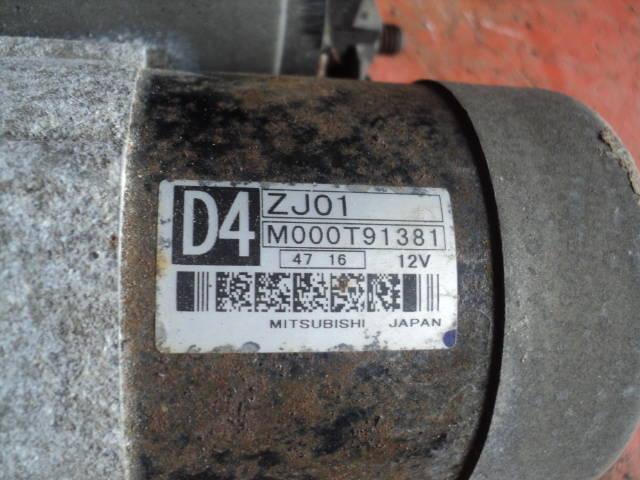 D4 ZJ01
M000T91381
47 16 12V
MITSUBISHI JAPAN